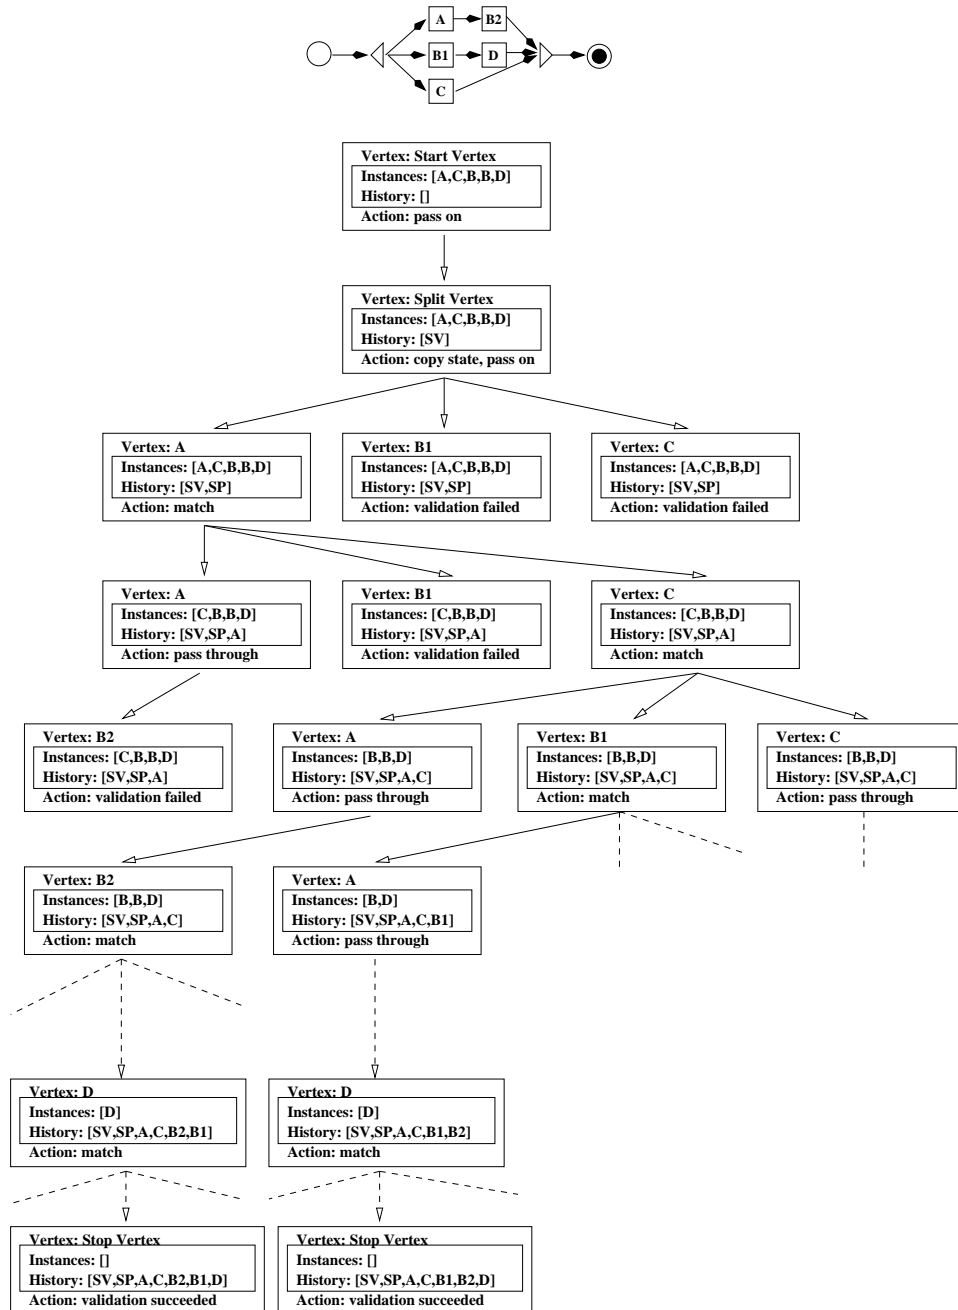 A
B2
B1
D
C
Vertex: Start Vertex
Instances: [A,C,B,B,D]
History: []
Action: pass on
Vertex: Split Vertex
Instances: [A,C,B,B,D]
History: [SV]
Action: copy state, pass on
Vertex: A
Instances: [A,C,B,B,D]
History: [SV,SP]
Action: match
Vertex: B1
Instances: [A,C,B,B,D]
History: [SV,SP]
Action: validation failed
Vertex: C
Instances: [A,C,B,B,D]
History: [SV,SP]
Action: validation failed
Vertex: A
Instances: [C,B,B,D]
History: [SV,SP,A]
Action: pass through
Vertex: B1
Instances: [C,B,B,D]
History: [SV,SP,A]
Action: validation failed
Vertex: C
Instances: [C,B,B,D]
History: [SV,SP,A]
Action: match
Vertex: B2
Instances: [C,B,B,D]
History: [SV,SP,A]
Action: validation failed
Vertex: A
Instances: [B,B,D]
History: [SV,SP,A,C]
Action: pass through
Vertex: B1
Instances: [B,B,D]
History: [SV,SP,A,C]
Action: match
Vertex: C
Instances: [B,B,D]
History: [SV,SP,A,C]
Action: pass through
Vertex: B2
Instances: [B,B,D]
History: [SV,SP,A,C]
Action: match
Vertex: A
Instances: [B,D]
History: [SV,SP,A,C,B1]
Action: pass through
Vertex: D
Instances: [D]
History: [SV,SP,A,C,B2,B1]
Action: match
Vertex: D
Instances: [D]
History: [SV,SP,A,C,B1,B2]
Action: match
Vertex: Stop Vertex
Instances: []
History: [SV,SP,A,C,B2,B1,D]
Action: validation succeeded
Vertex: Stop Vertex
Instances: []
History: [SV,SP,A,C,B1,B2,D]
Action: validation succeeded